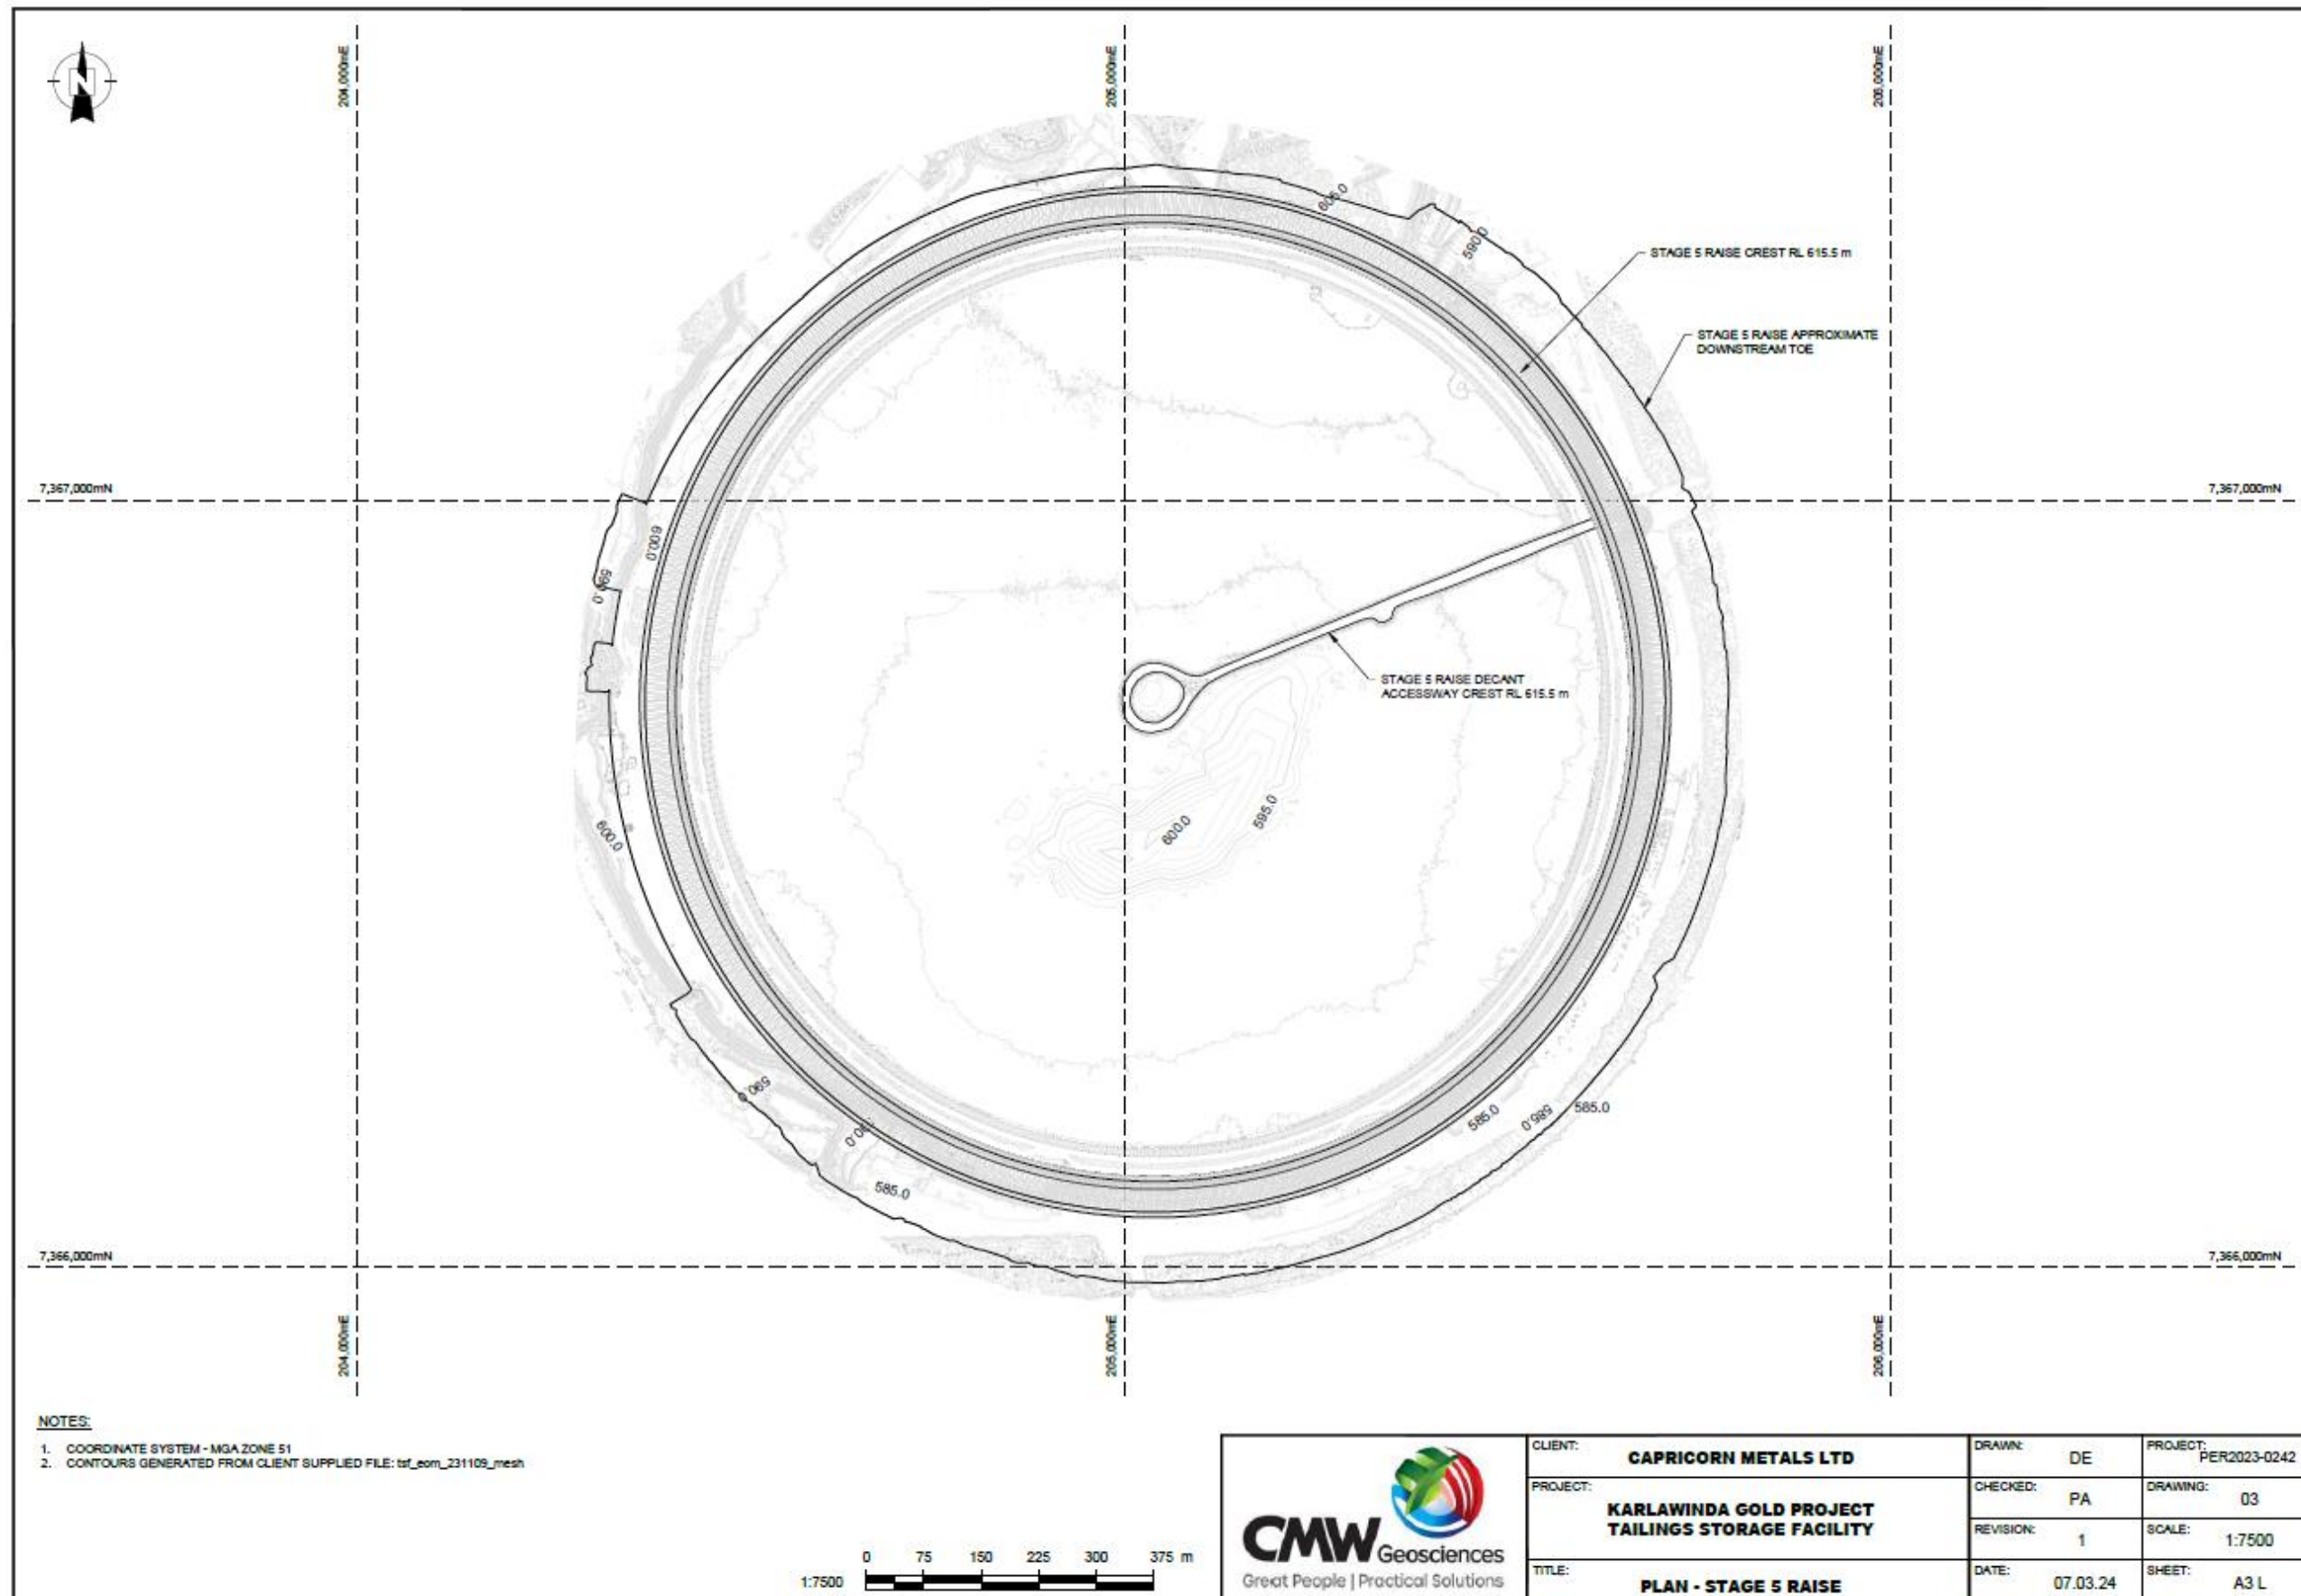 N
204,000mE
205,000mE
206,000mE
605.0
590.0
STAGE 5 RAISE CREST RL 615.5 m
STAGE 5 RAISE APPROXIMATE
DOWNSTREAM TOE
7,367,000mN
7,367,000mN
600.0
STAGE 5 RAISE DECANT
ACCESSWAY CREST RL 615.5 m
600.0
595.0
600.0
590.0
585.0
585.0
585.0
585.0
7,366,000mN
7,366,000mN
204,000mE
205,000mE
206,000mE
NOTES:
1. COORDINATE SYSTEM - MGA ZONE 51
2. CONTOURS GENERATED FROM CLIENT SUPPLIED FILE: tsf_eom_231109_mesh
0 75 150 225 300 375 m
1:7500
CMW Geosciences
Great People | Practical Solutions
CLIENT: CAPRICORN METALS LTD
PROJECT: KARLAWINDA GOLD PROJECT
TAILINGS STORAGE FACILITY
TITLE: PLAN - STAGE 5 RAISE
DRAWN: DE
PROJECT: PER2023-0242
CHECKED: PA
DRAWING: 03
REVISION: 1
SCALE: 1:7500
DATE: 07.03.24
SHEET: A3 L